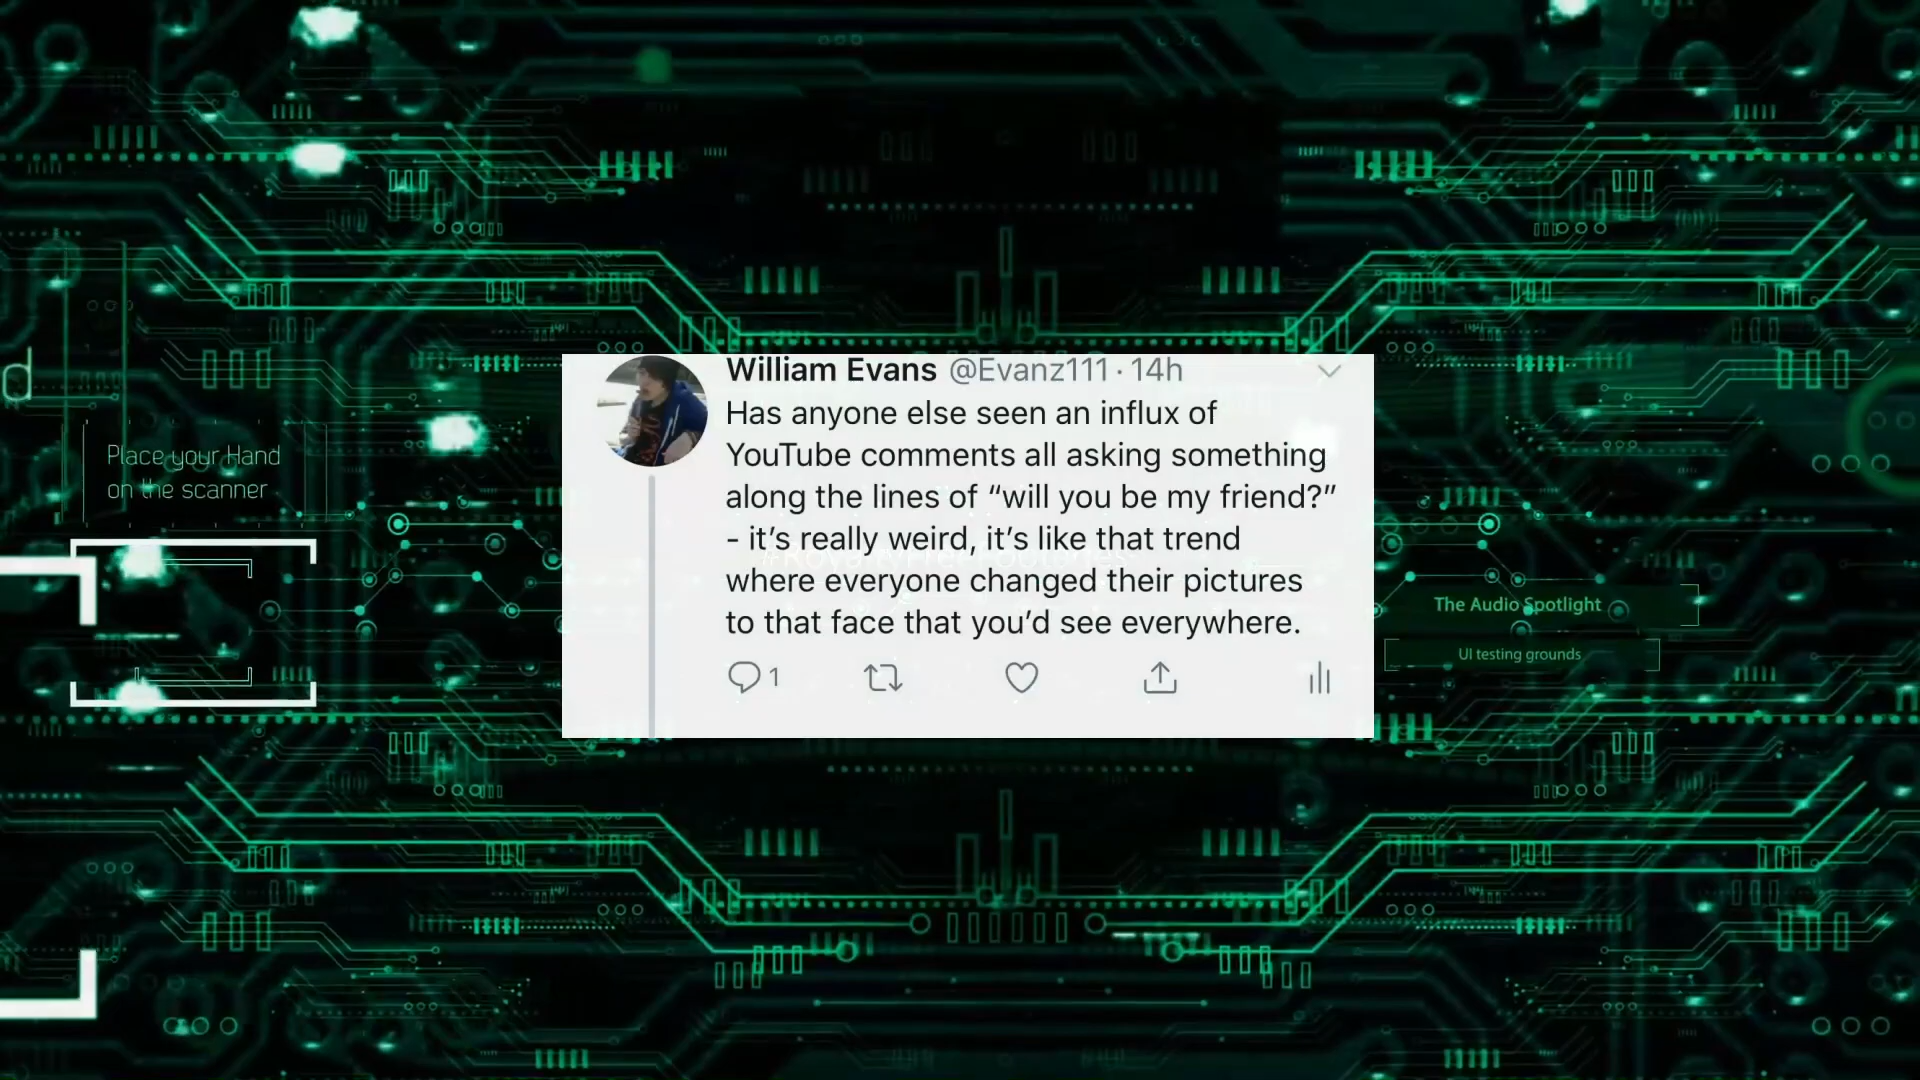 William Evans @Evanz111 · 14h
Has anyone else seen an influx of
YouTube comments all asking something
along the lines of “will you be my friend?”
- it’s really weird, it’s like that trend
where everyone changed their pictures
to that face that you’d see everywhere.
1
d
Place your Hand
on the scanner
The Audio Spotlight
UI testing grounds